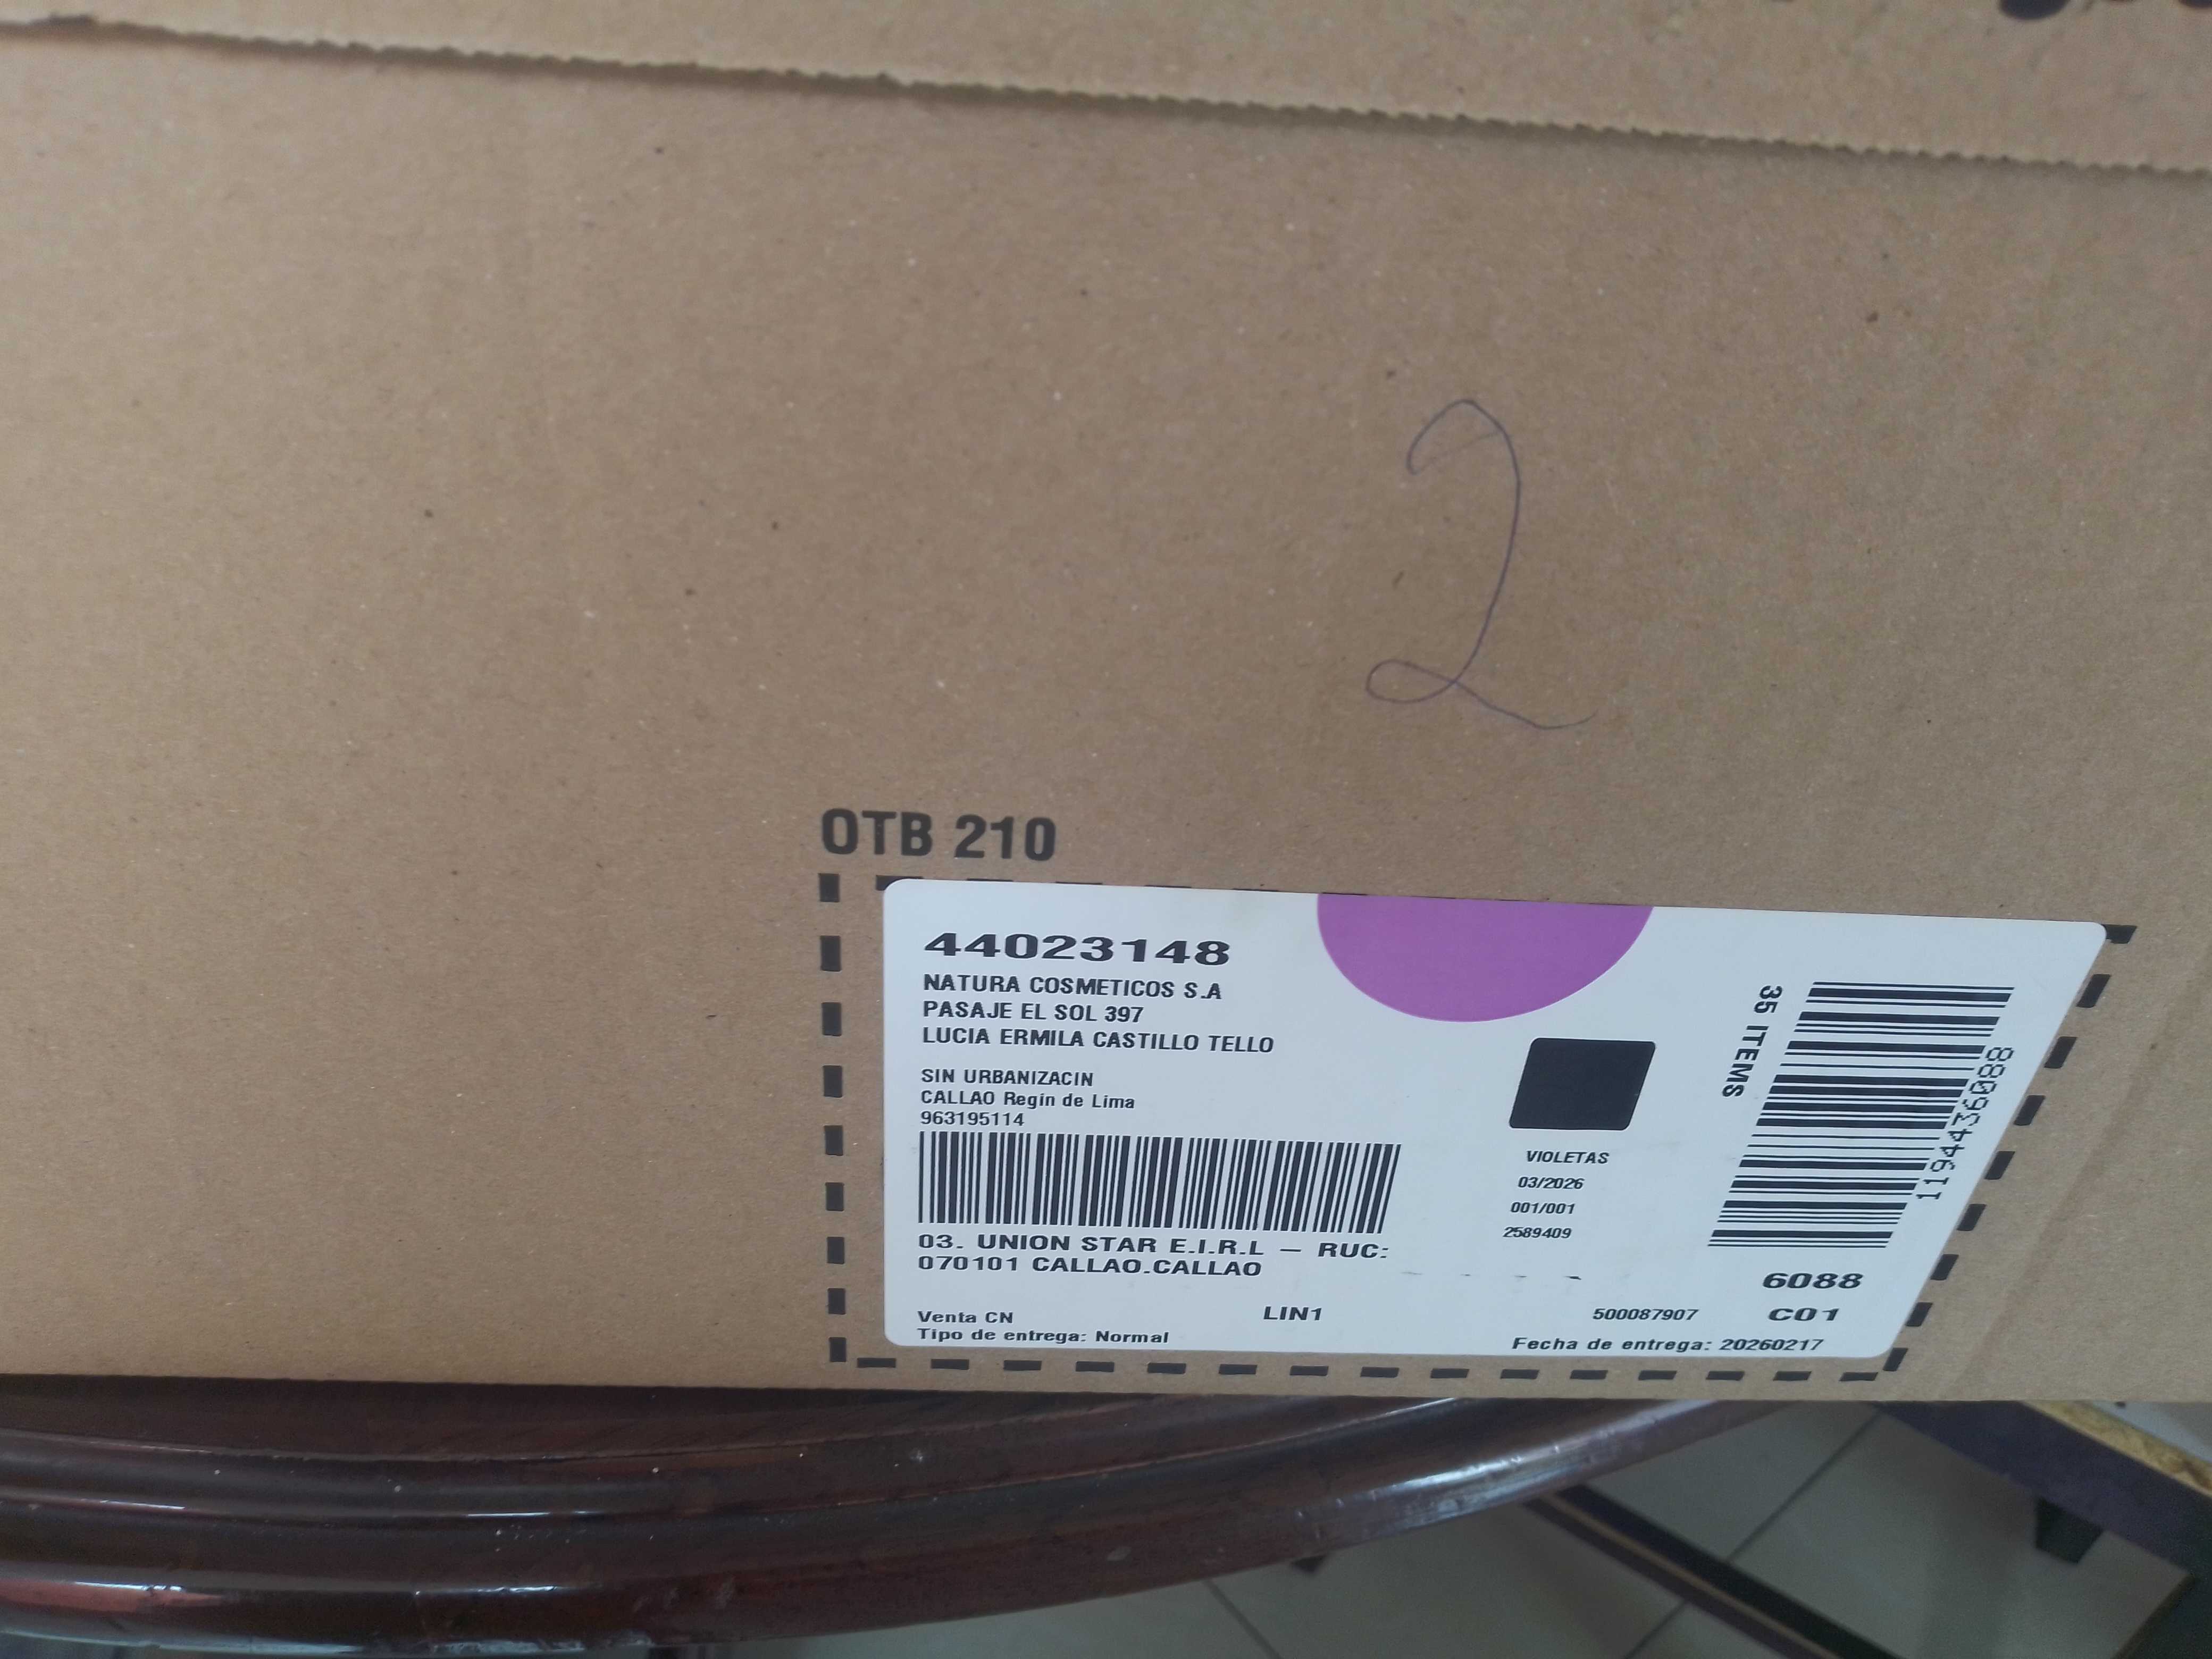 2
OTB 210
44023148
NATURA COSMETICOS S.A
PASAJE EL SOL 397
LUCIA ERMILA CASTILLO TELLO
SIN URBANIZACIN
CALLAO Regin de Lima
963195114
03. UNION STAR E.I.R.L — RUC:
070101 CALLAO.CALLAO
Venta CN
Tipo de entrega: Normal
LIN1
VIOLETAS
03/2026
001/001
2589409
35 ITEMS
119443936088
6088
500087907 C01
Fecha de entrega: 20260217